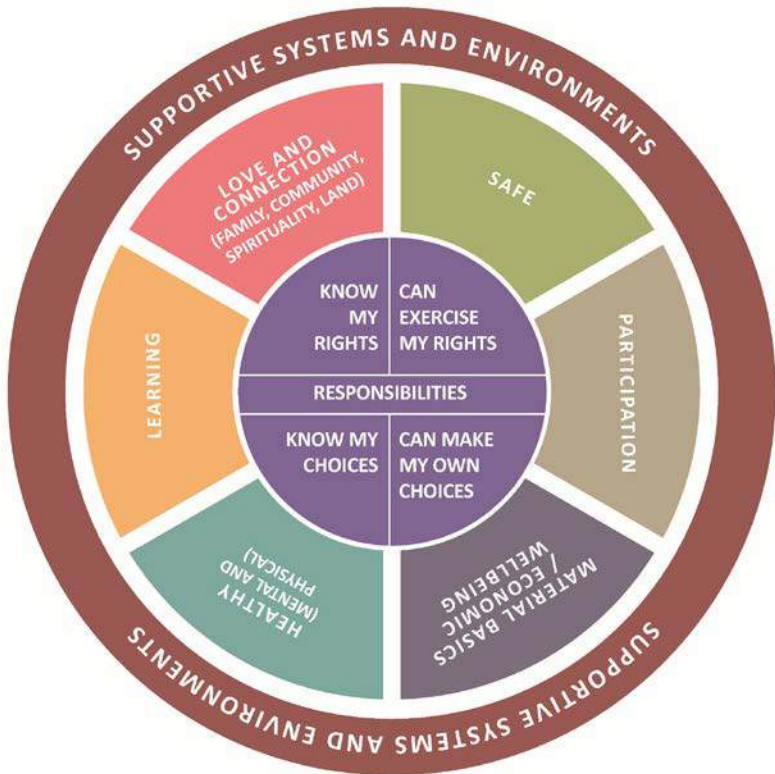 SUPPORTIVE SYSTEMS AND ENVIRONMENTS
LOVE AND
CONNECTION
(FAMILY, COMMUNITY,
SPIRITUALITY, LAND)
SAFE
PARTICIPATION
MATERIAL BASICS
/ ECONOMIC
WELLBEING
HEALTHY
(MENTAL AND
PHYSICAL)
LEARNING
KNOW
MY
RIGHTS
CAN
EXERCISE
MY RIGHTS
RESPONSIBILITIES
KNOW MY
CHOICES
CAN MAKE
MY OWN
CHOICES
SUPPORTIVE SYSTEMS AND ENVIRONMENTS